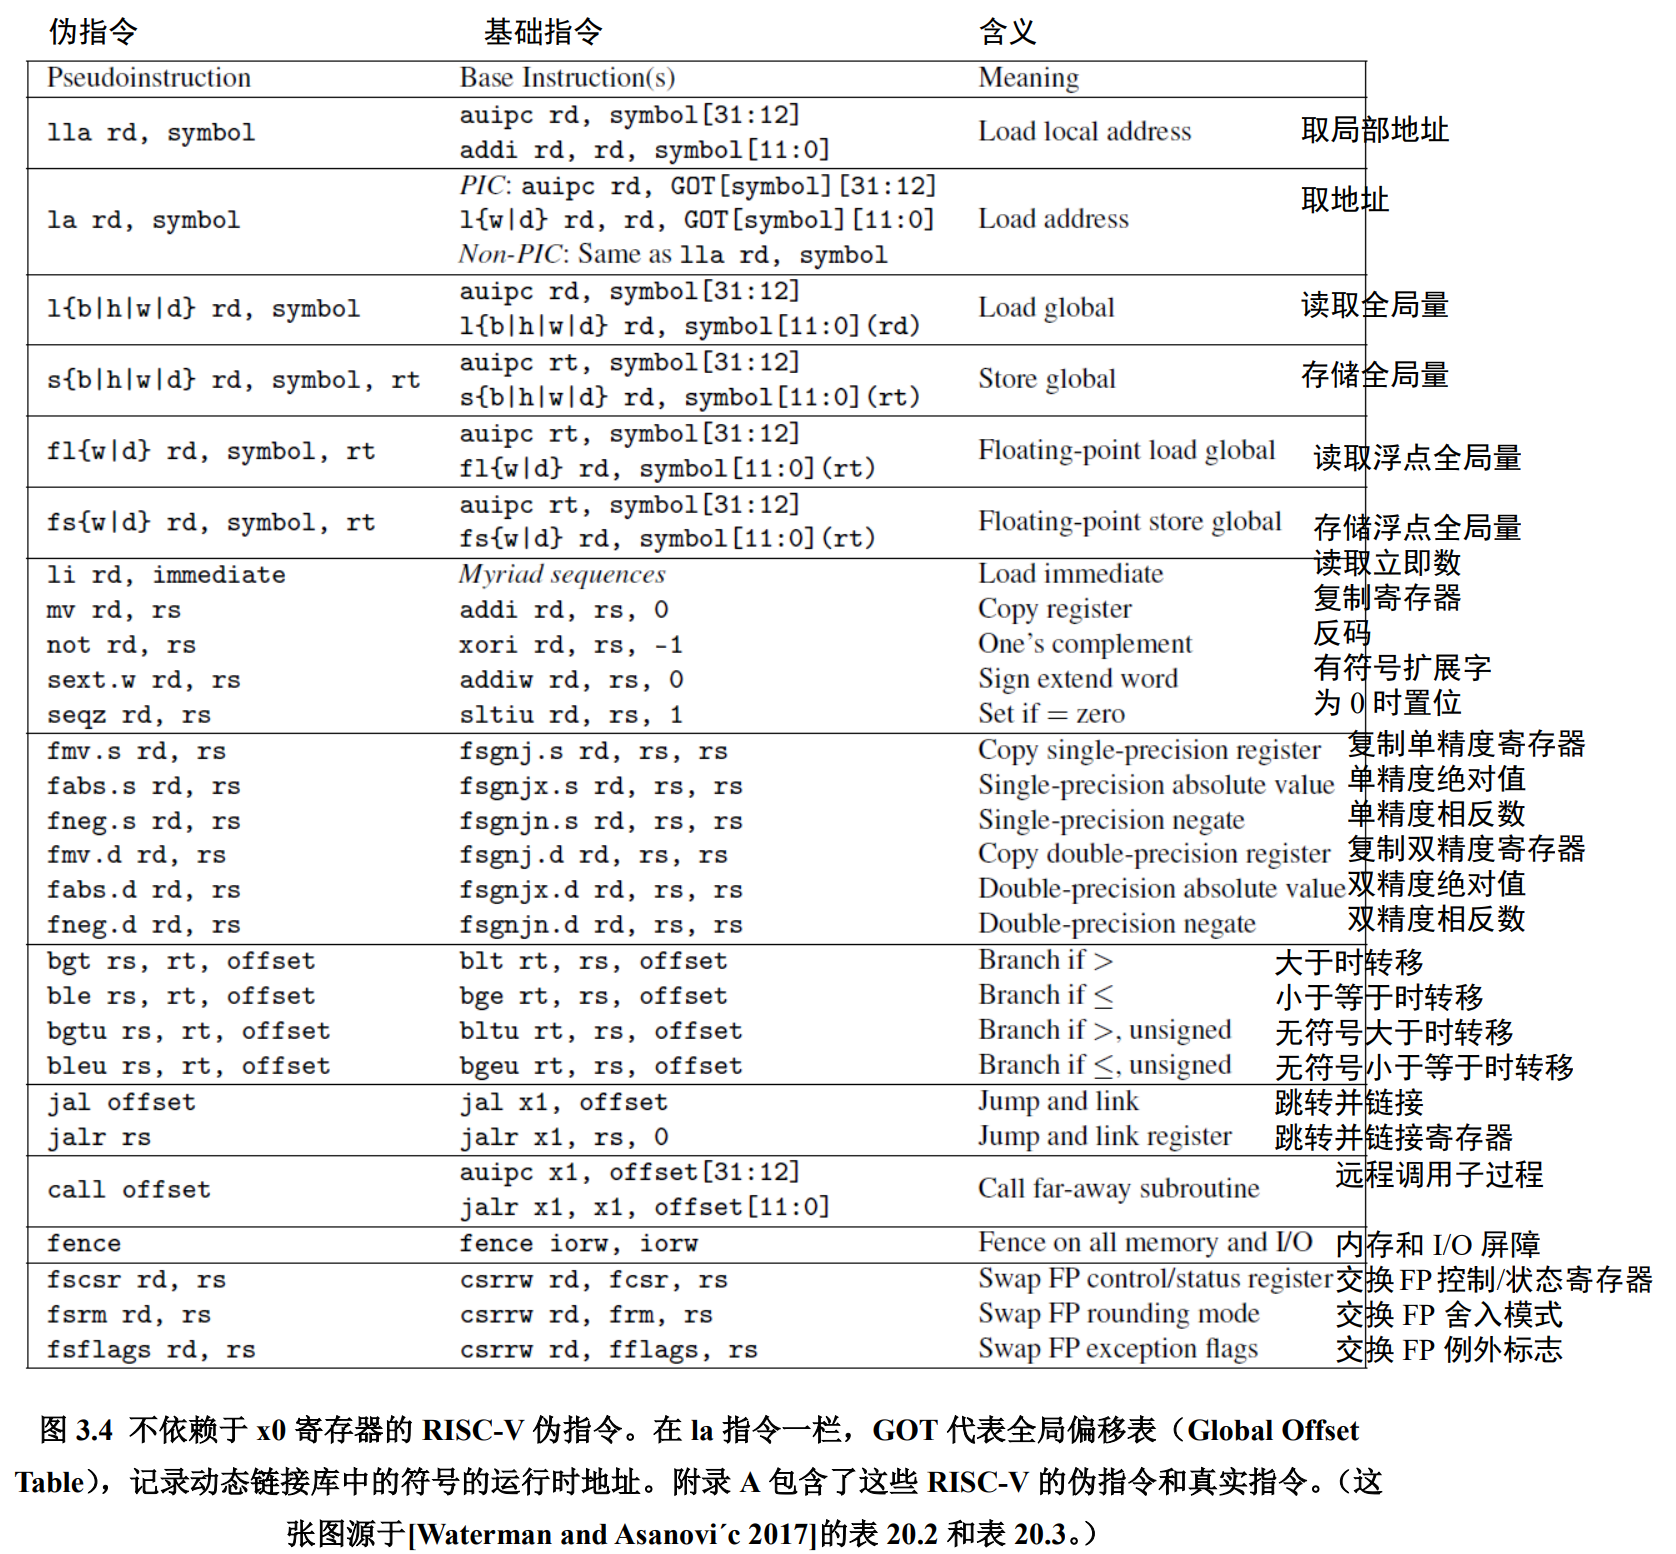 伪指令 基础指令 含义
Pseudoinstruction Base Instruction(s) Meaning
lla rd, symbol auipc rd, symbol[31:12] Load local address 取局部地址
addi rd, rd, symbol[11:0]
la rd, symbol PIC: auipc rd, GOT[symbol][31:12] Load address 取地址
l{w|d} rd, rd, GOT[symbol][11:0]
Non-PIC: Same as lla rd, symbol
l{b|h|w|d} rd, symbol auipc rd, symbol[31:12] Load global 读取全局量
l{b|h|w|d} rd, symbol[11:0](rd)
s{b|h|w|d} rd, symbol, rt auipc rt, symbol[31:12] Store global 存储全局量
s{b|h|w|d} rd, symbol[11:0](rt)
fl{w|d} rd, symbol, rt auipc rt, symbol[31:12] Floating-point load global 读取浮点全局量
fl{w|d} rd, symbol[11:0](rt)
fs{w|d} rd, symbol, rt auipc rt, symbol[31:12] Floating-point store global 存储浮点全局量
fs{w|d} rd, symbol[11:0](rt)
li rd, immediate Myriad sequences Load immediate 读取立即数
mv rd, rs addi rd, rs, 0 Copy register 复制寄存器
not rd, rs xori rd, rs, -1 One's complement 反码
sext.w rd, rs addiw rd, rs, 0 Sign extend word 有符号扩展字
seqz rd, rs sltiu rd, rs, 1 Set if = zero 为 0 时置位
fmv.s rd, rs fsgnj.s rd, rs, rs Copy single-precision register 复制单精度寄存器
fabs.s rd, rs fsgnjx.s rd, rs, rs Single-precision absolute value 单精度绝对值
fneg.s rd, rs fsgnjn.s rd, rs, rs Single-precision negate 单精度相反数
fmv.d rd, rs fsgnj.d rd, rs, rs Copy double-precision register 复制双精度寄存器
fabs.d rd, rs fsgnjx.d rd, rs, rs Double-precision absolute value 双精度绝对值
fneg.d rd, rs fsgnjn.d rd, rs, rs Double-precision negate 双精度相反数
bgt rs, rt, offset blt rt, rs, offset Branch if > 大于时转移
ble rs, rt, offset bge rt, rs, offset Branch if ≤ 小于等于时转移
bgtu rs, rt, offset bltu rt, rs, offset Branch if >, unsigned 无符号大于时转移
bleu rs, rt, offset bgeu rt, rs, offset Branch if ≤, unsigned 无符号小于等于时转移
jal offset jal x1, offset Jump and link 跳转并链接
jalr rs jalr x1, rs, 0 Jump and link register 跳转并链接寄存器
call offset auipc x1, offset[31:12] Call far-away subroutine 远程调用子过程
jalr x1, x1, offset[11:0]
fence fence iorw, iorw Fence on all memory and I/O 内存和 I/O 屏障
fscsr rd, rs csrrw rd, fcsr, rs Swap FP control/status register 交换 FP 控制/状态寄存器
fsrm rd, rs csrrw rd, frm, rs Swap FP rounding mode 交换 FP 舍入模式
fsflags rd, rs csrrw rd, fflags, rs Swap FP exception flags 交换 FP 例外标志
图 3.4 不依赖于 x0 寄存器的 RISC-V 伪指令。在 la 指令一栏，GOT 代表全局偏移表（Global Offset
Table），记录动态链接库中的符号的运行时地址。附录 A 包含了这些 RISC-V 的伪指令和真实指令。（这
张图源于[Waterman and Asanovi´c 2017]的表 20.2 和表 20.3。）